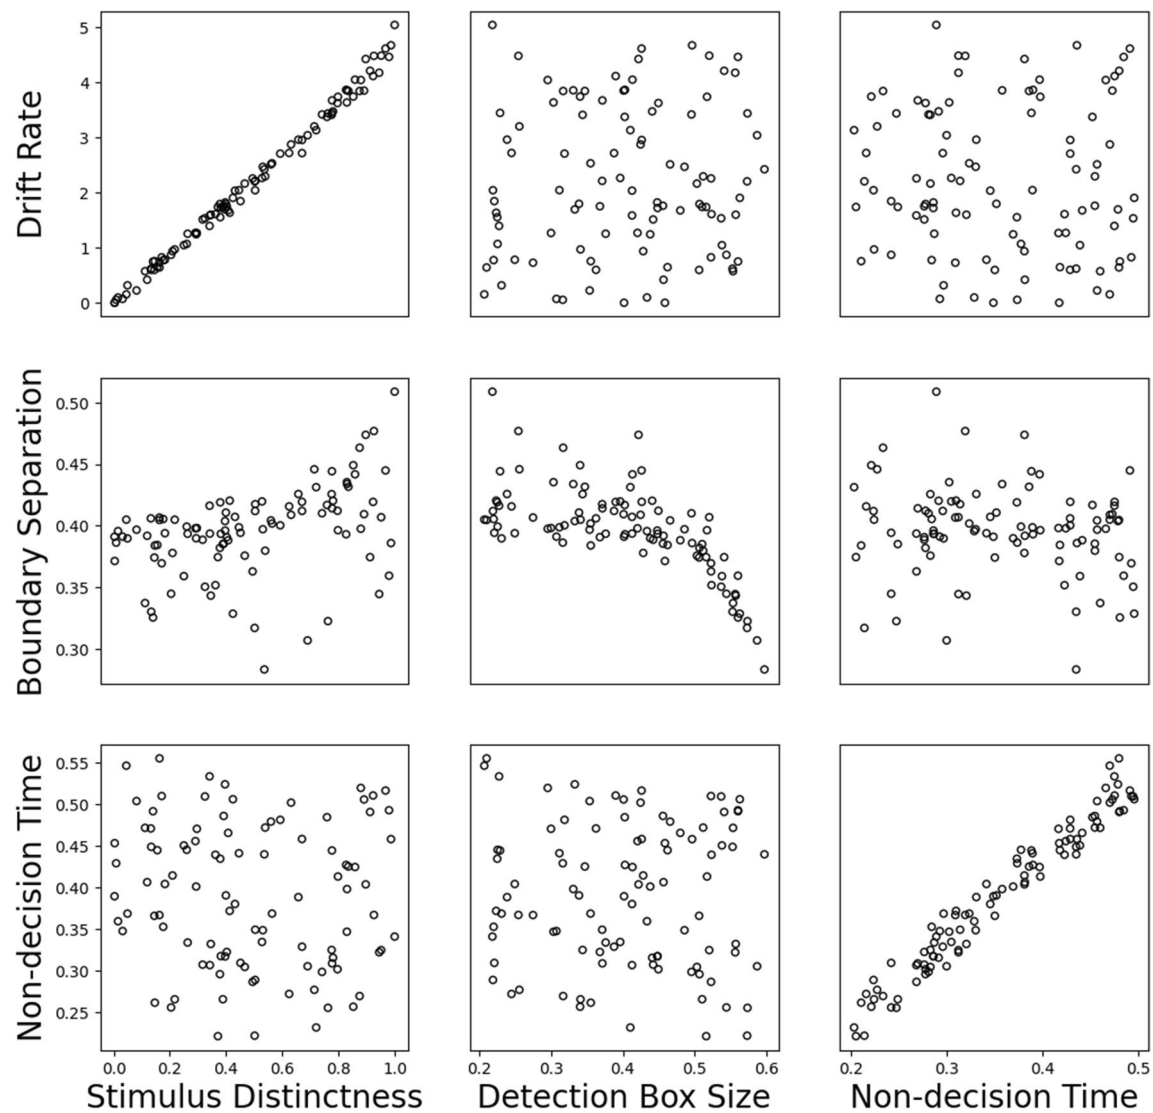 5
4
3
2
1
0
Drift Rate
0.50
0.45
0.40
0.35
0.30
Boundary Separation
0.55
0.50
0.45
0.40
0.35
0.30
0.25
Non-decision Time
0.0 0.2 0.4 0.6 0.8 1.0
Stimulus Distinctness
0.2 0.3 0.4 0.5 0.6
Detection Box Size
0.2 0.3 0.4 0.5
Non-decision Time